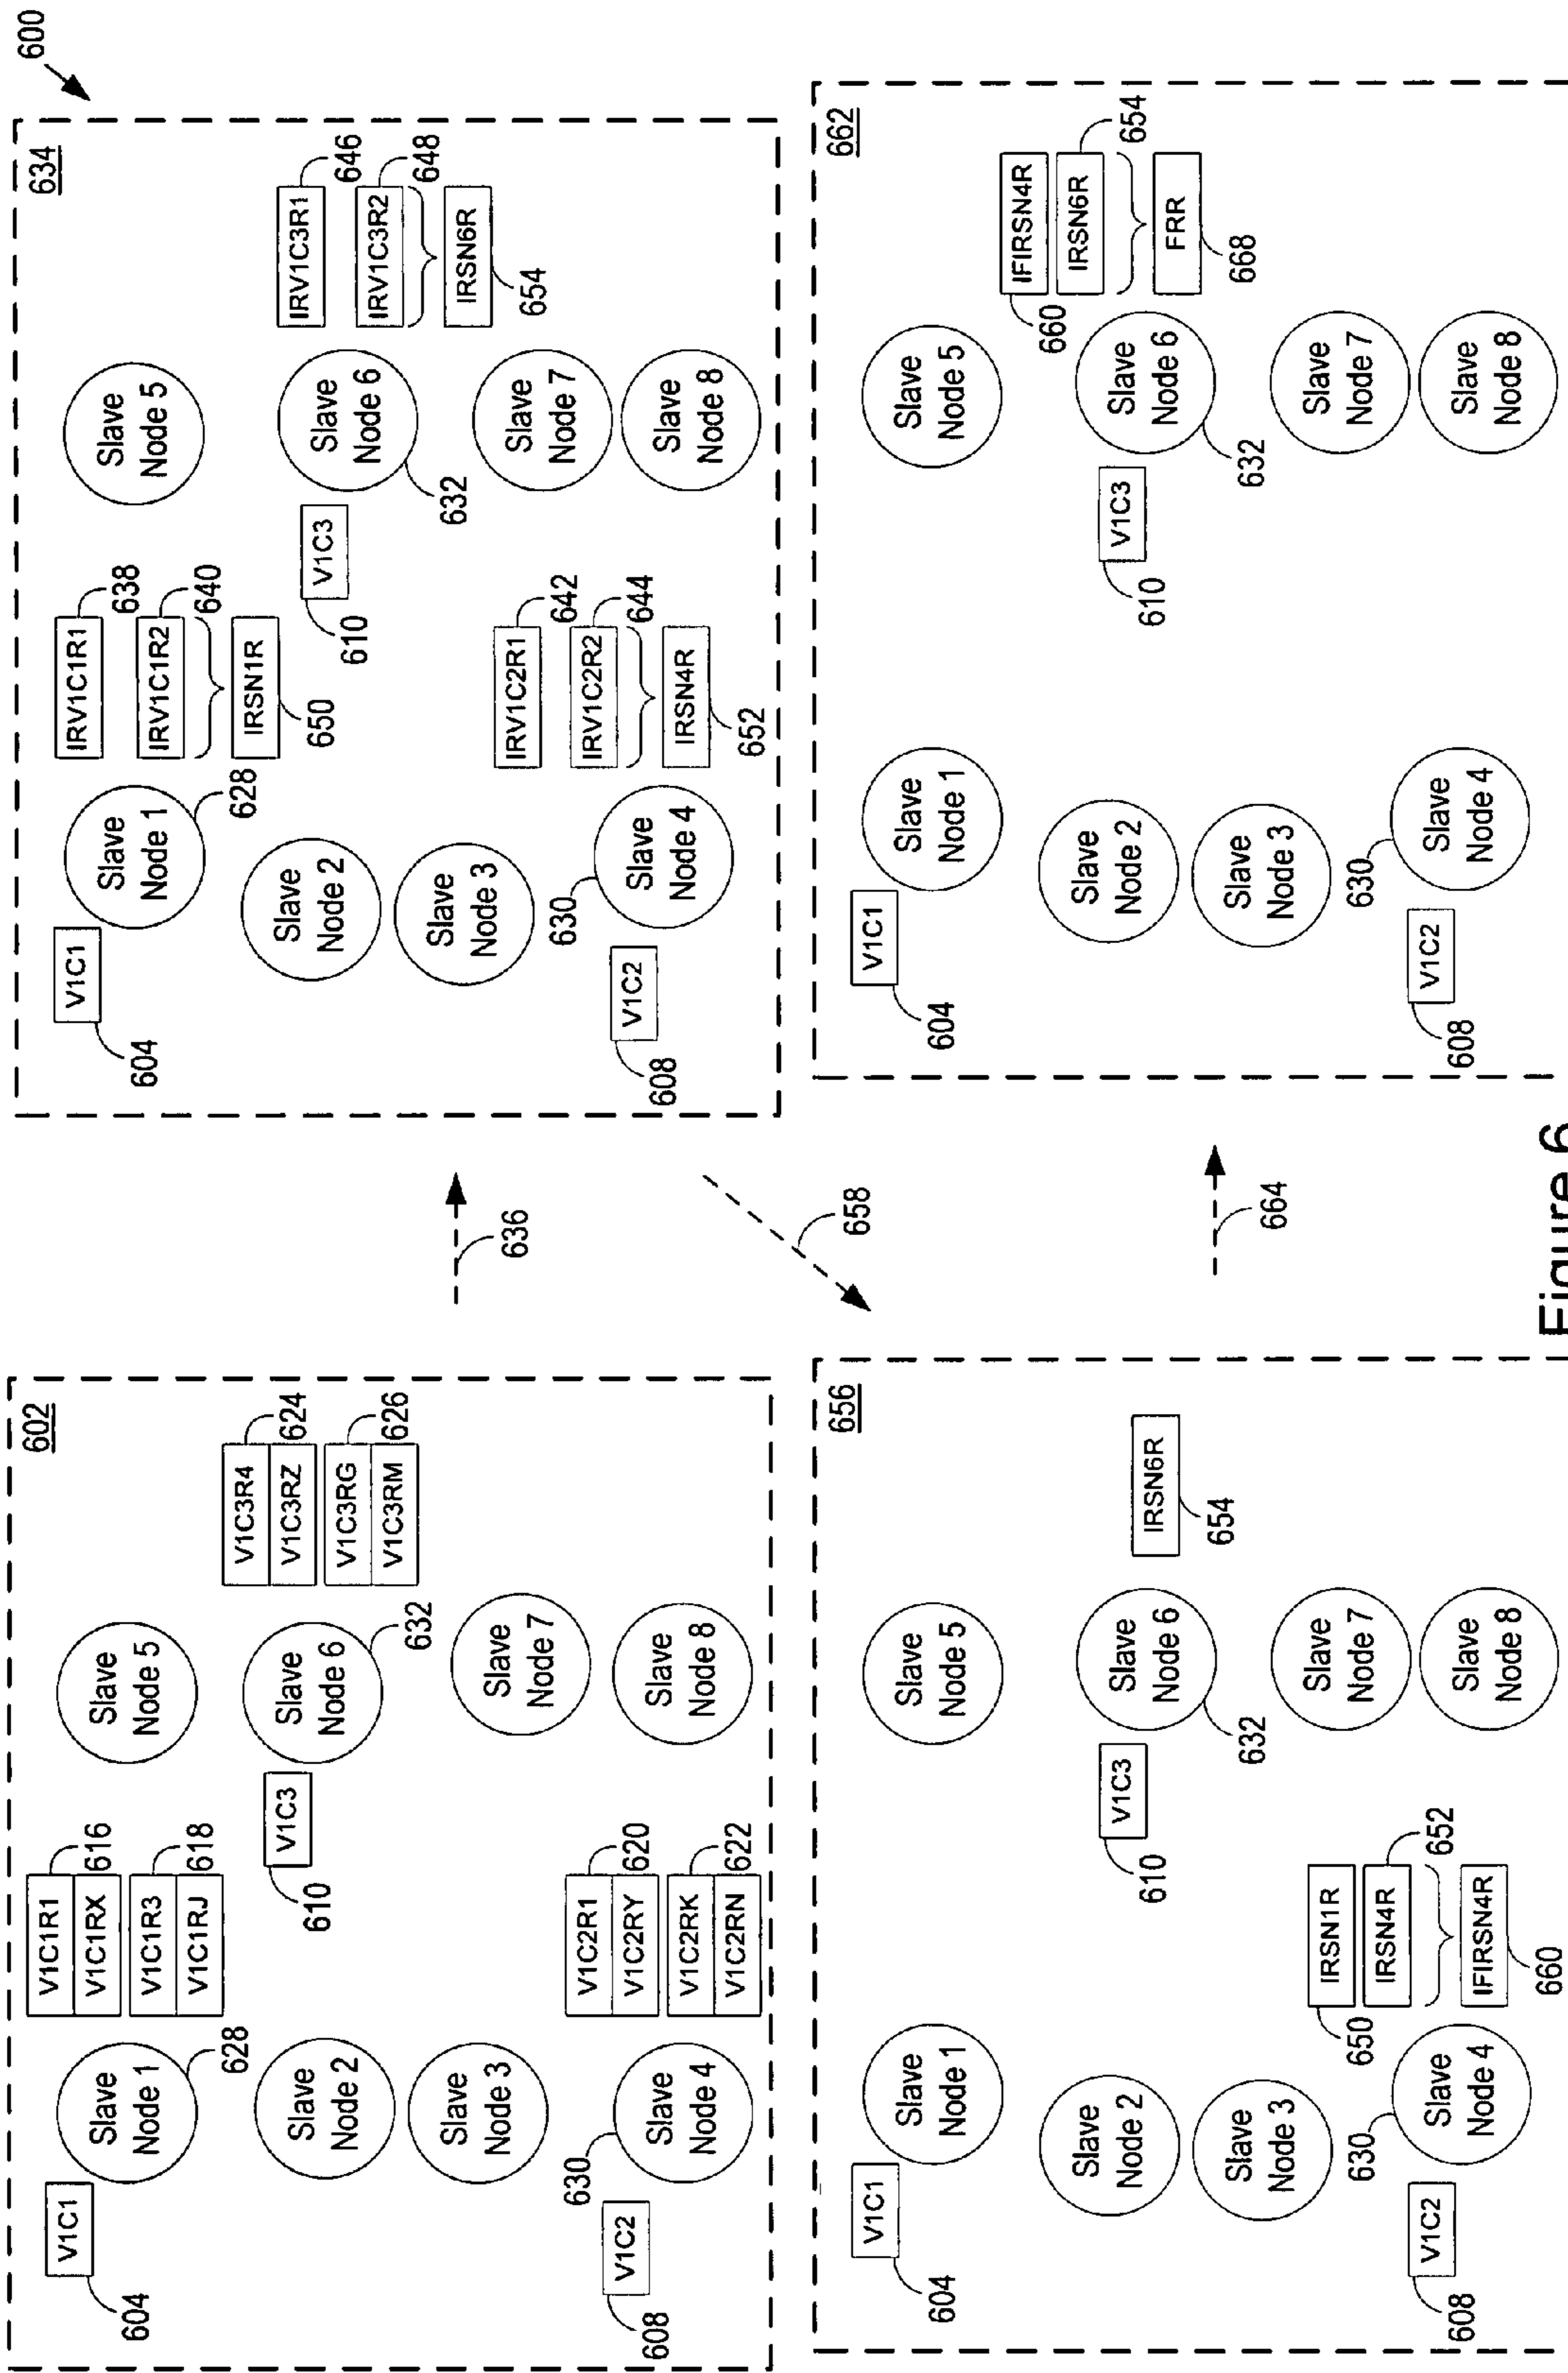 600
602
V1C1
604
Slave
Node 1
628
V1C1R1
V1C1RX
616
V1C1R3
V1C1RJ
618
Slave
Node 2
Slave
Node 3
630
Slave
Node 4
V1C2
608
V1C2R1
V1C2RY
620
V1C2RK
V1C2RN
622
Slave
Node 5
V1C3
610
Slave
Node 6
632
V1C3R4
V1C3RZ
624
V1C3RG
V1C3RM
626
Slave
Node 7
Slave
Node 8
636
634
V1C1
604
Slave
Node 1
628
IRV1C1R1
638
IRV1C1R2
640
IRSN1R
650
Slave
Node 2
Slave
Node 3
630
Slave
Node 4
V1C2
608
IRV1C2R1
642
IRV1C2R2
644
IRSN4R
652
Slave
Node 5
V1C3
610
Slave
Node 6
632
IRV1C3R1
646
IRV1C3R2
648
IRSN6R
654
Slave
Node 7
Slave
Node 8
658
656
V1C1
604
Slave
Node 1
Slave
Node 2
Slave
Node 3
630
Slave
Node 4
V1C2
608
IRSN1R
650
IRSN4R
652
IFIRSN4R
660
Slave
Node 5
V1C3
610
Slave
Node 6
632
IRSN6R
654
Slave
Node 7
Slave
Node 8
664
662
V1C1
604
Slave
Node 1
Slave
Node 2
Slave
Node 3
630
Slave
Node 4
V1C2
608
Slave
Node 5
V1C3
610
Slave
Node 6
632
IFIRSN4R
660
IRSN6R
654
FRR
668
Slave
Node 7
Slave
Node 8
Figure 6